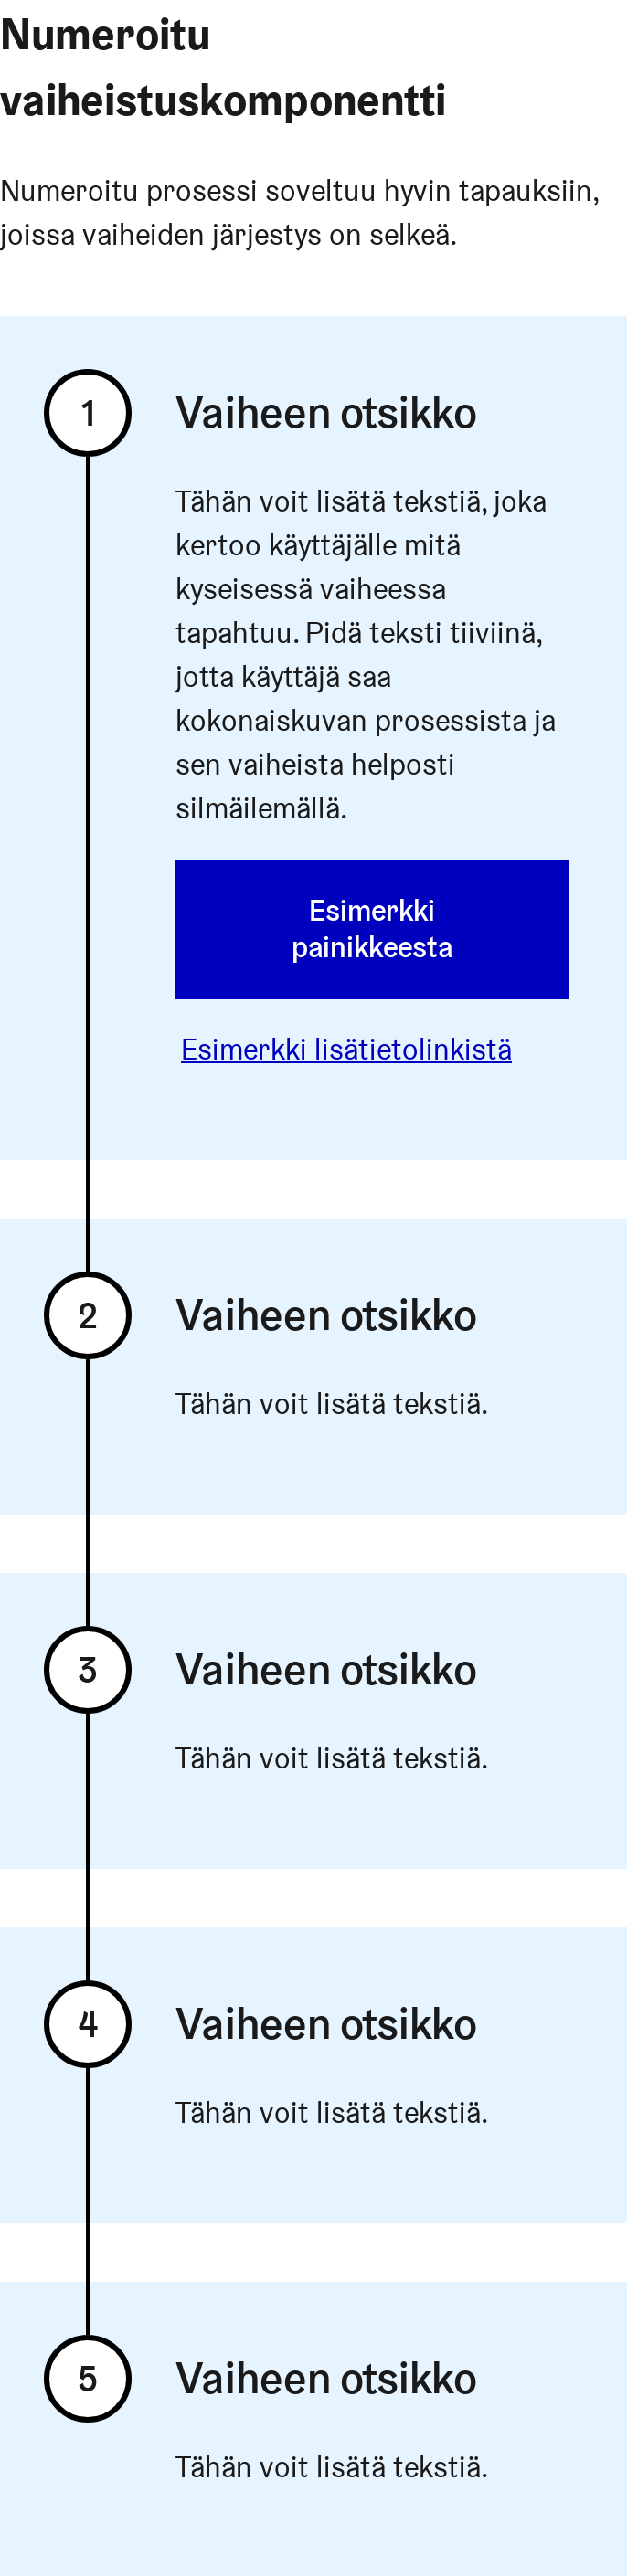 Numeroitu
vaiheistuskomponentti
Numeroitu prosessi soveltuu hyvin tapauksiin,
joissa vaiheiden järjestys on selkeä.
1
Vaiheen otsikko
Tähän voit lisätä tekstiä, joka
kertoo käyttäjälle mitä
kyseisessä vaiheessa
tapahtuu. Pidä teksti tiiviinä,
jotta käyttäjä saa
kokonaiskuvan prosessista ja
sen vaiheista helposti
silmäilemällä.
Esimerkki
painikkeesta
Esimerkki lisätietolinkistä
2
Vaiheen otsikko
Tähän voit lisätä tekstiä.
3
Vaiheen otsikko
Tähän voit lisätä tekstiä.
4
Vaiheen otsikko
Tähän voit lisätä tekstiä.
5
Vaiheen otsikko
Tähän voit lisätä tekstiä.